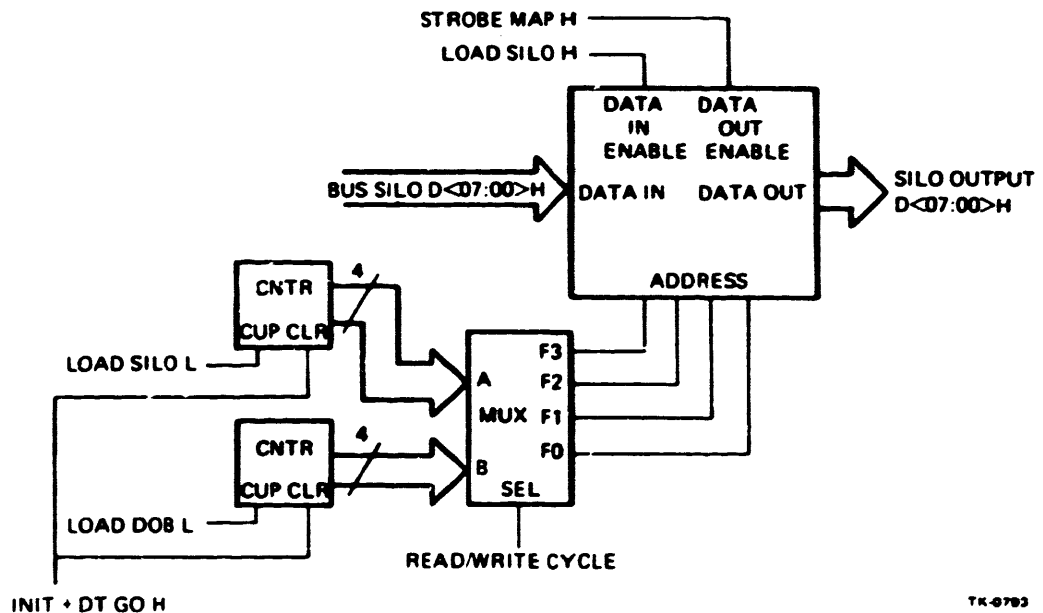 STROBE MAP H
LOAD SILO H
DATA IN ENABLE
DATA OUT ENABLE
BUS SILO D<07:00>H
DATA IN
DATA OUT
SILO OUTPUT
D<07:00>H
ADDRESS
CNTR
4
CUP CLR
LOAD SILO L
A
MUX
F3
F2
F1
F0
CNTR
4
B
CUP CLR
SEL
LOAD DOB L
READ/WRITE CYCLE
INIT + DT GO H
TK-0793